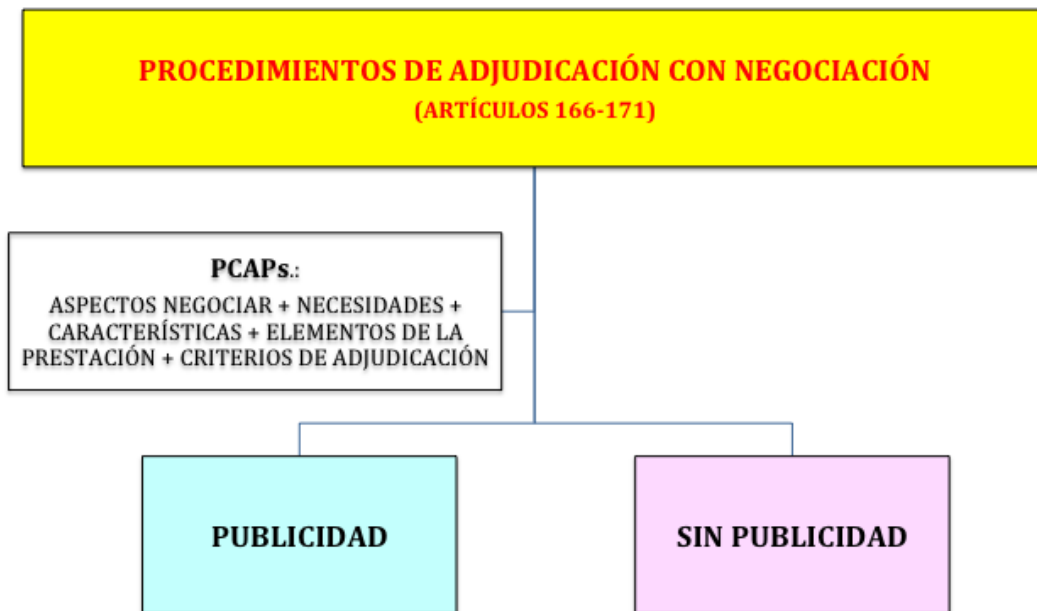 PROCEDIMIENTOS DE ADJUDICACIÓN CON NEGOCIACIÓN
(ARTÍCULOS 166-171)
PCAPs.:
ASPECTOS NEGOCIAR + NECESIDADES +
CARACTERÍSTICAS + ELEMENTOS DE LA
PRESTACIÓN + CRITERIOS DE ADJUDICACIÓN
PUBLICIDAD
SIN PUBLICIDAD